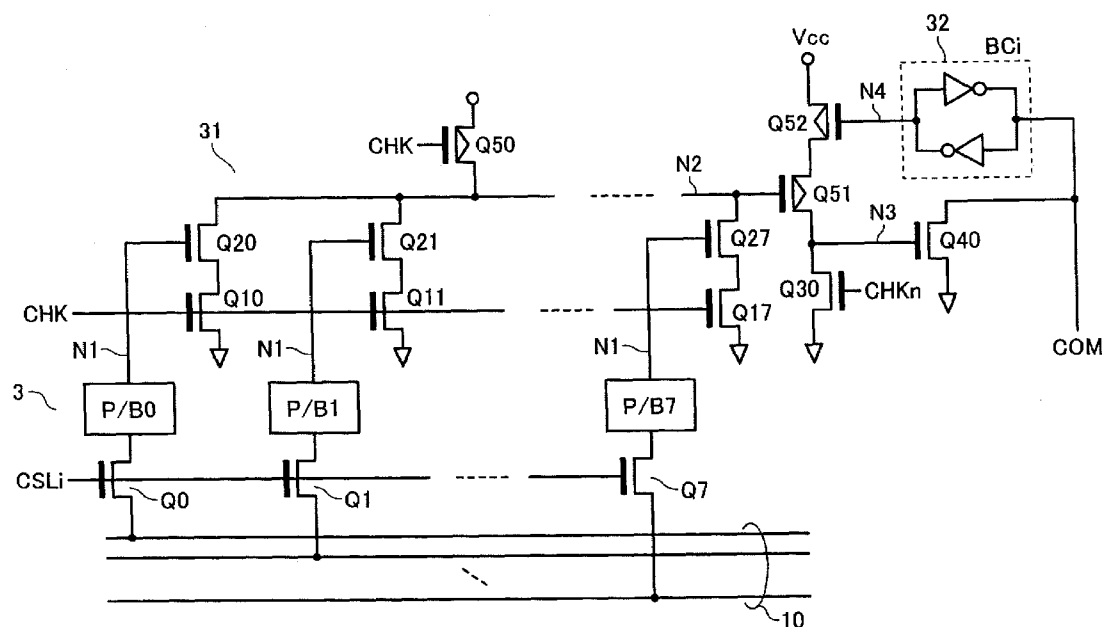 Vcc
32
BCi
N4
Q52
31
CHK
Q50
N2
Q51
Q20
Q21
Q27
N3
Q40
Q10
Q11
Q17
Q30
CHKn
CHK
N1
N1
N1
COM
3
P/B0
P/B1
P/B7
CSLi
Q0
Q1
Q7
10